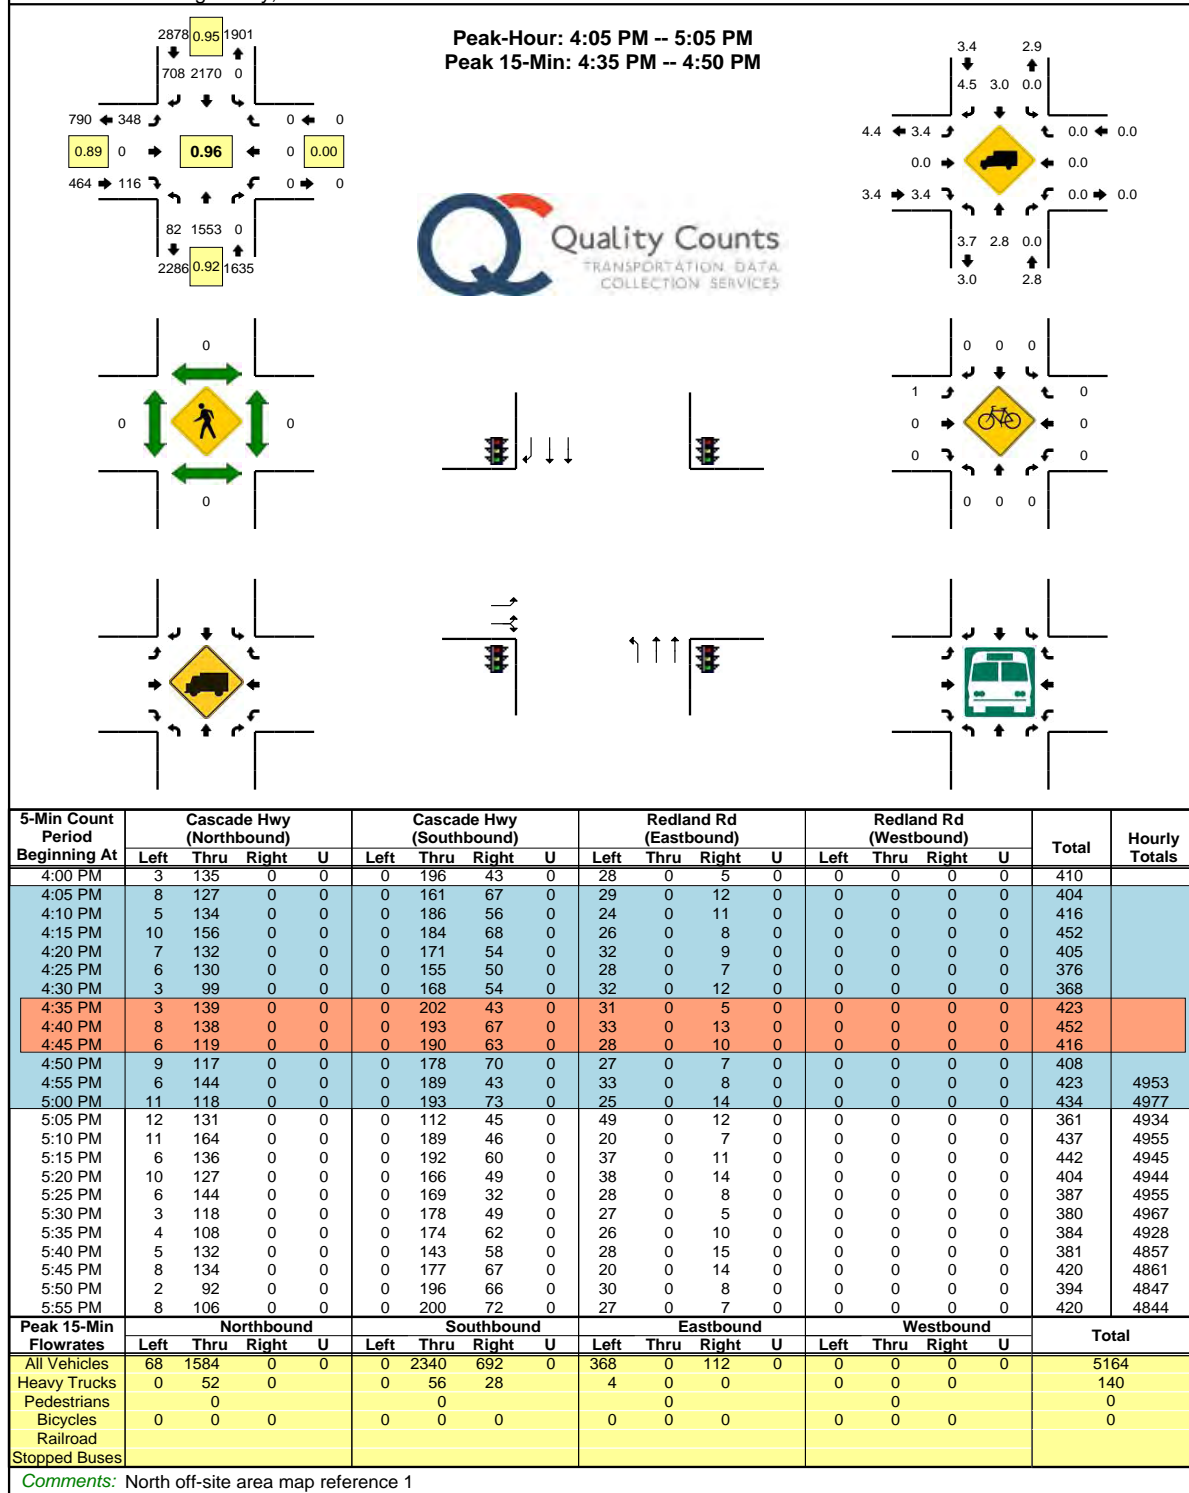 2878 0.95 1901
708 2170 0
790 348 0 0
0.89 0 0.96 0 0.00
464 116 0 0
82 1553 0
2286 0.92 1635
Peak-Hour: 4:05 PM -- 5:05 PM
Peak 15-Min: 4:35 PM -- 4:50 PM
QC Quality Counts
TRANSPORTATION DATA
COLLECTION SERVICES
3.4 2.9
4.5 3.0 0.0
4.4 3.4 0.0 0.0
0.0 0.0
3.4 3.4 0.0 0.0
3.7 2.8 0.0
3.0 2.8
0
0 0
0
0 0 0
1 0
0 0
0 0
0 0 0
5-Min Count Period Beginning At Cascade Hwy (Northbound) Cascade Hwy (Southbound) Redland Rd (Eastbound) Redland Rd (Westbound) Total Hourly Totals
Left Thru Right U Left Thru Right U Left Thru Right U Left Thru Right U
4:00 PM 3 135 0 0 0 196 43 0 28 0 5 0 0 0 0 0 410
4:05 PM 8 127 0 0 0 161 67 0 29 0 12 0 0 0 0 0 404
4:10 PM 5 134 0 0 0 186 56 0 24 0 11 0 0 0 0 0 416
4:15 PM 10 156 0 0 0 184 68 0 26 0 8 0 0 0 0 0 452
4:20 PM 7 132 0 0 0 171 54 0 32 0 9 0 0 0 0 0 405
4:25 PM 6 130 0 0 0 155 50 0 28 0 7 0 0 0 0 0 376
4:30 PM 3 99 0 0 0 168 54 0 32 0 12 0 0 0 0 0 368
4:35 PM 3 139 0 0 0 202 43 0 31 0 5 0 0 0 0 0 423
4:40 PM 8 138 0 0 0 193 67 0 33 0 13 0 0 0 0 0 452
4:45 PM 6 119 0 0 0 190 63 0 28 0 10 0 0 0 0 0 416
4:50 PM 9 117 0 0 0 178 70 0 27 0 7 0 0 0 0 0 408
4:55 PM 6 144 0 0 0 189 43 0 33 0 8 0 0 0 0 0 423 4953
5:00 PM 11 118 0 0 0 193 73 0 25 0 14 0 0 0 0 0 434 4977
5:05 PM 12 131 0 0 0 112 45 0 49 0 12 0 0 0 0 0 361 4934
5:10 PM 11 164 0 0 0 189 46 0 20 0 7 0 0 0 0 0 437 4955
5:15 PM 6 136 0 0 0 192 60 0 37 0 11 0 0 0 0 0 442 4945
5:20 PM 10 127 0 0 0 166 49 0 38 0 14 0 0 0 0 0 404 4944
5:25 PM 6 144 0 0 0 169 32 0 28 0 8 0 0 0 0 0 387 4955
5:30 PM 3 118 0 0 0 178 49 0 27 0 5 0 0 0 0 0 380 4967
5:35 PM 4 108 0 0 0 174 62 0 26 0 10 0 0 0 0 0 384 4928
5:40 PM 5 132 0 0 0 143 58 0 28 0 15 0 0 0 0 0 381 4857
5:45 PM 8 134 0 0 0 177 67 0 20 0 14 0 0 0 0 0 420 4861
5:50 PM 2 92 0 0 0 196 66 0 30 0 8 0 0 0 0 0 394 4847
5:55 PM 8 106 0 0 0 200 72 0 27 0 7 0 0 0 0 0 420 4844
Peak 15-Min Flowrates Northbound Southbound Eastbound Westbound Total
Left Thru Right U Left Thru Right U Left Thru Right U Left Thru Right U
All Vehicles 68 1584 0 0 0 2340 692 0 368 0 112 0 0 0 0 0 5164
Heavy Trucks 0 52 0 0 56 28 4 0 0 0 0 0 140
Pedestrians 0 0 0 0 0
Bicycles 0 0 0 0 0 0 0 0 0 0 0 0 0
Railroad
Stopped Buses
Comments: North off-site area map reference 1